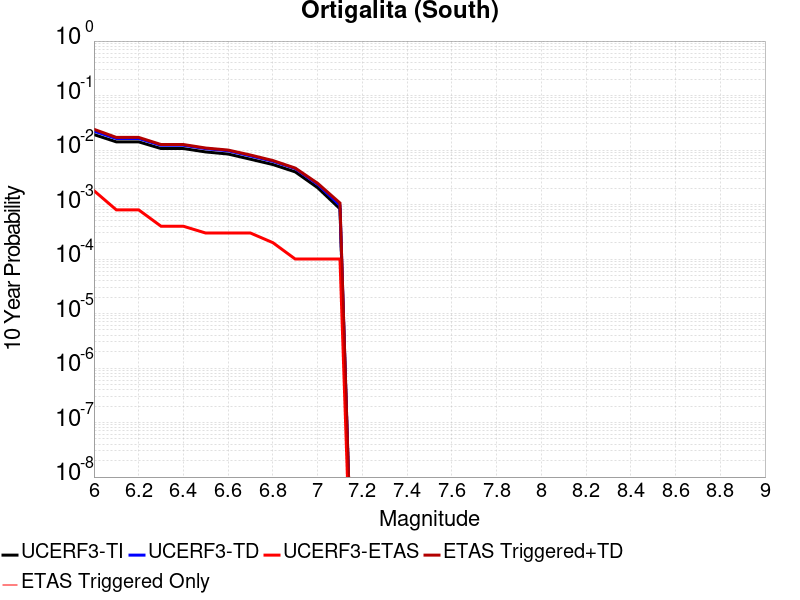 Ortigalita (South)
10^0
10^-1
10^-2
10^-3
10^-4
10^-5
10^-6
10^-7
10^-8
10 Year Probability
6 6.2 6.4 6.6 6.8 7 7.2 7.4 7.6 7.8 8 8.2 8.4 8.6 8.8 9
Magnitude
UCERF3-TI UCERF3-TD UCERF3-ETAS ETAS Triggered+TD
ETAS Triggered Only